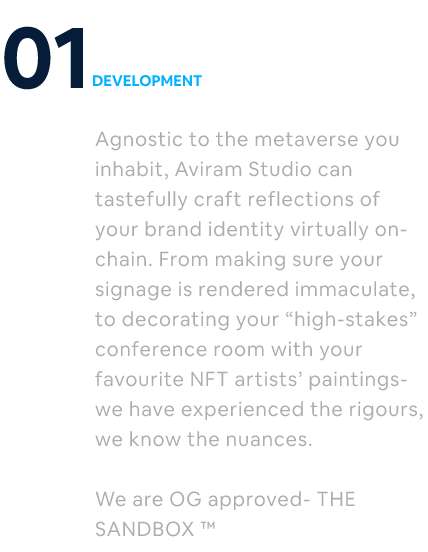 01
DEVELOPMENT
Agnostic to the metaverse you
inhabit, Aviram Studio can
tastefully craft reflections of
your brand identity virtually on-
chain. From making sure your
signage is rendered immaculate,
to decorating your “high-stakes”
conference room with your
favourite NFT artists’ paintings-
we have experienced the rigours,
we know the nuances.
We are OG approved- THE
SANDBOX ™